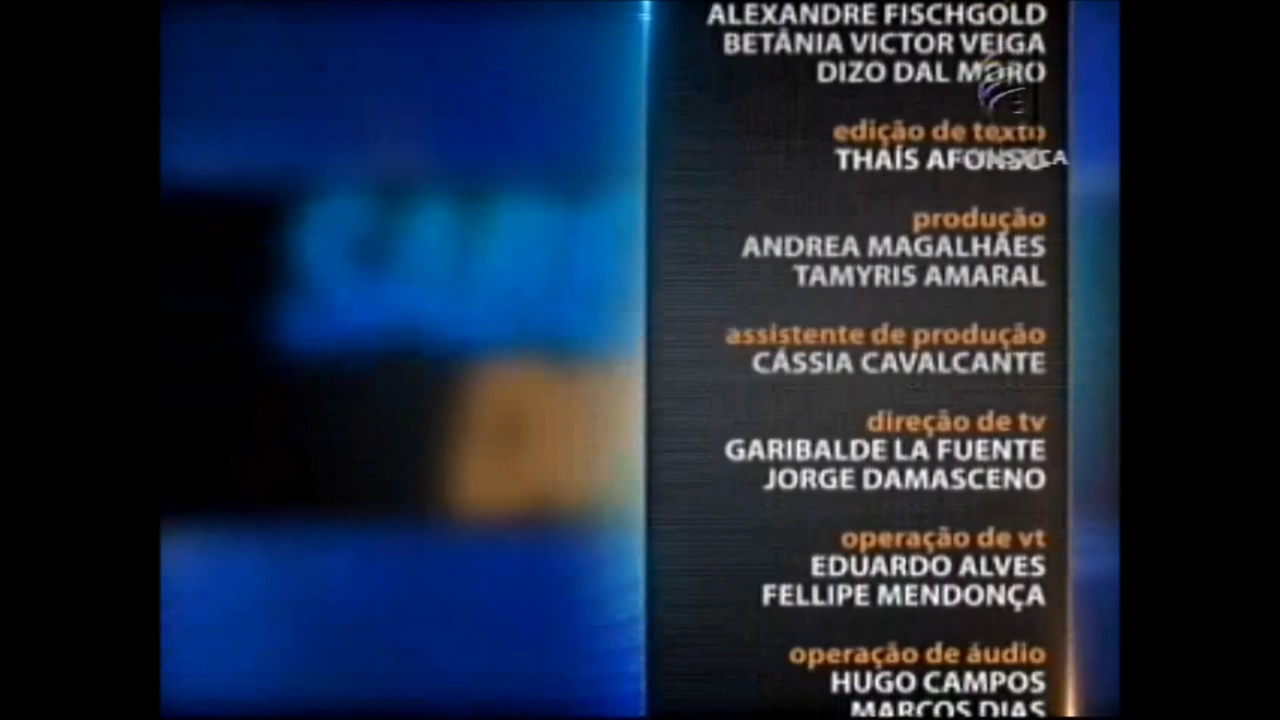 ALEXANDRE FISCHGOLD
BETÂNIA VICTOR VEIGA
DIZO DAL MORO
edição de texto
THAÍS AFONSO
produção
ANDREA MAGALHÃES
TAMYRIS AMARAL
assistente de produção
CÁSSIA CAVALCANTE
direção de tv
GARIBALDE LA FUENTE
JORGE DAMASCENO
operação de vt
EDUARDO ALVES
FELLIPE MENDONÇA
operação de áudio
HUGO CAMPOS
MARCOS DIAS